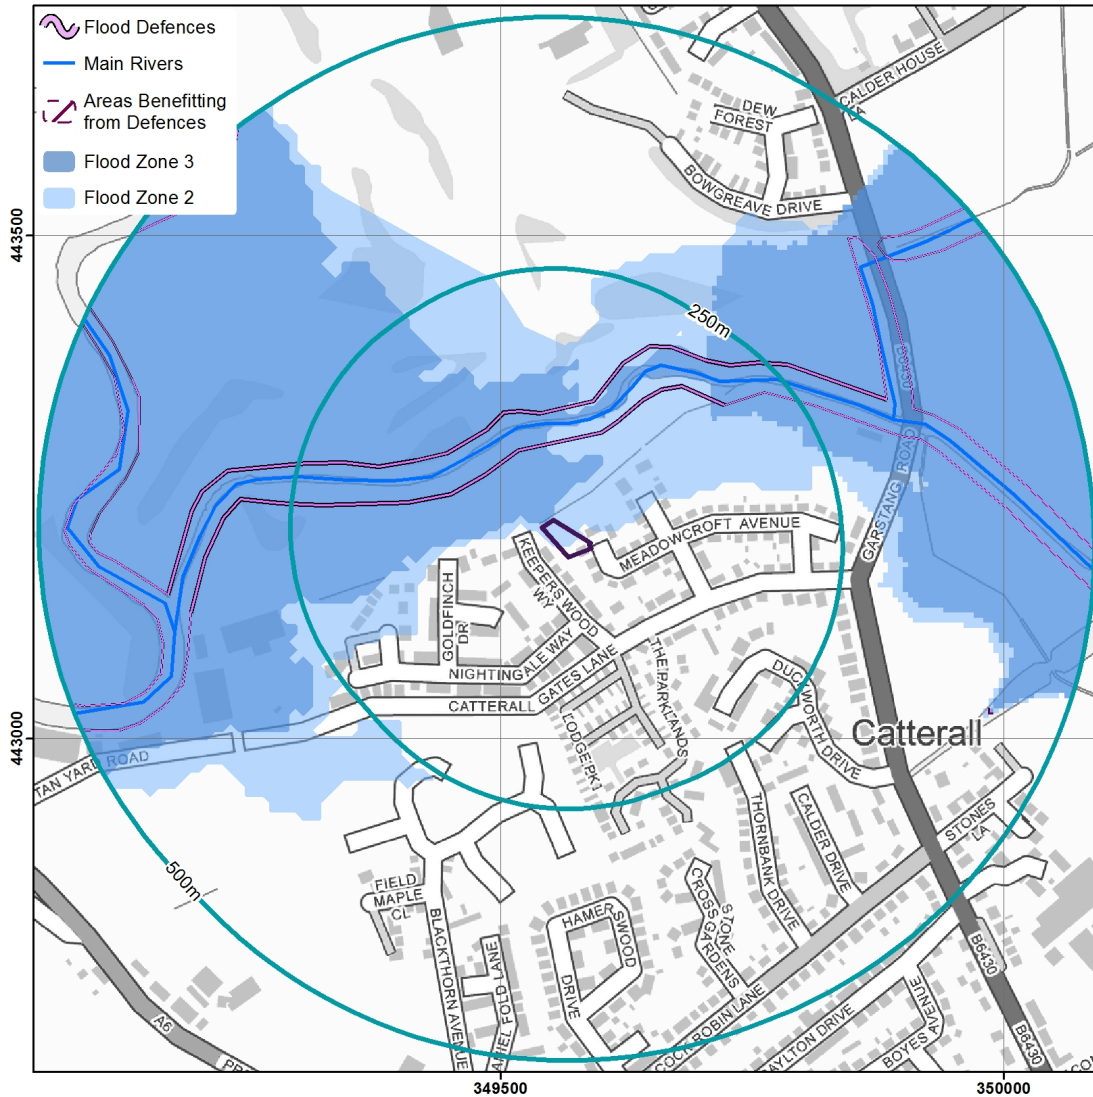 Flood Defences
Main Rivers
Areas Benefitting
from Defences
Flood Zone 3
Flood Zone 2
CALDER HOUSE
LA
DEW
FOREST
BOWGREAVE DRIVE
443500
250m
B6430
GARSTANG ROAD
MEADOWCROFT AVENUE
KEEPERS WOOD
WY
GOLDFINCH
DR
NIGHTINGALE WAY
CATTERALL GATES LANE
THE PARKLANDS
LODGE PK
DUCKWORTH DRIVE
Catterall
443000
TAN YARD ROAD
500m
STONES
LA
THORNBANK DRIVE
CALDER DRIVE
FIELD
MAPLE
CL
BLACKTHORN AVENUE
HAMERSWOOD
DRIVE
STONE
CROSS GARDENS
COCK ROBIN LANE
B6430
AYLTON DRIVE
BOYES AVENUE
B6430
A6
349500
350000